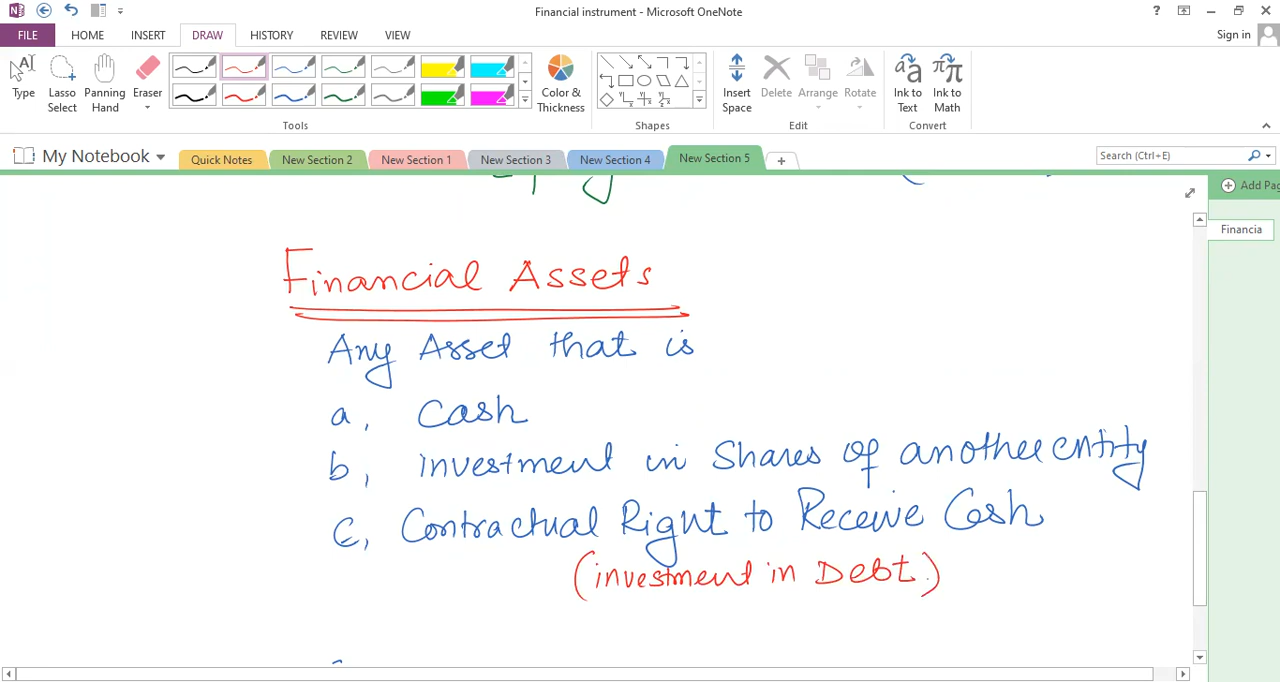 Financial instrument - Microsoft OneNote
?
FILE HOME INSERT DRAW HISTORY REVIEW VIEW
Sign in
Type
Lasso Select
Panning Hand
Eraser
Color & Thickness
Insert Space
Delete
Arrange
Rotate
Ink to Text
Ink to Math
Tools Shapes Edit Convert
My Notebook Quick Notes New Section 2 New Section 1 New Section 3 New Section 4 New Section 5 +
Search (Ctrl+E)
Add Pag
Financia
Financial Assets
Any Asset that is
a, Cash
b, investment in Shares of another entity
c, Contractual Right to Receive Cash
(investment in Debt.)